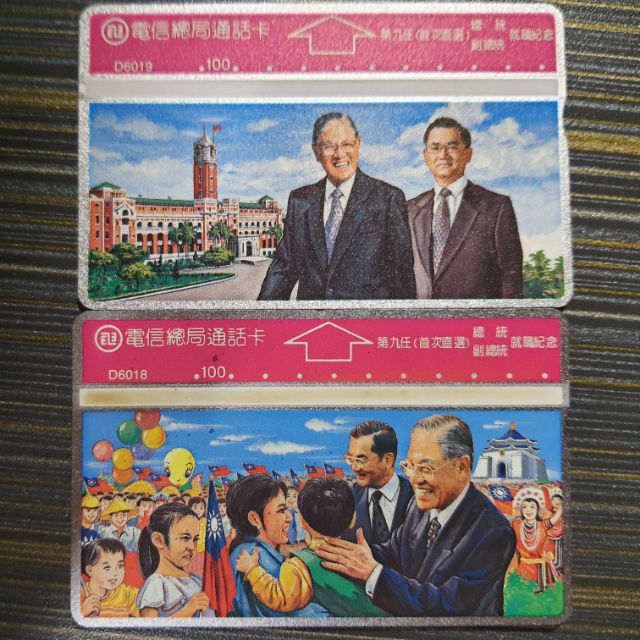 電信總局通話卡
第九任(首次直選) 總統 副總統 就職紀念
D6019
100
電信總局通話卡
第九任(首次直選) 總統 副總統 就職紀念
D6018
100